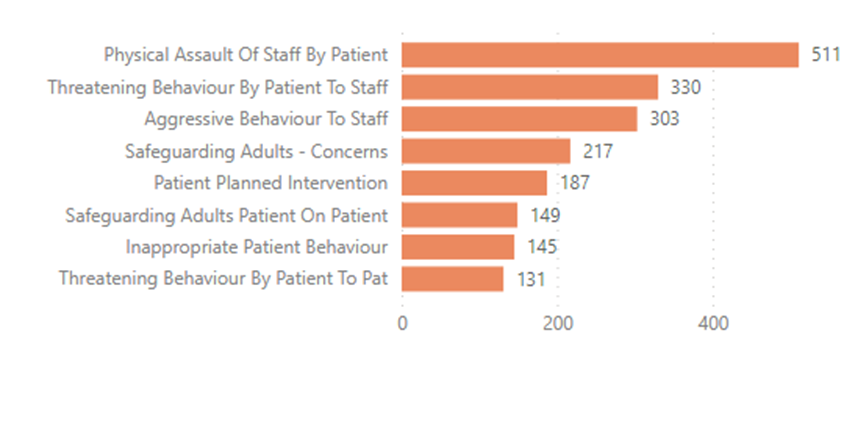 Physical Assault Of Staff By Patient 511
Threatening Behaviour By Patient To Staff 330
Aggressive Behaviour To Staff 303
Safeguarding Adults - Concerns 217
Patient Planned Intervention 187
Safeguarding Adults Patient On Patient 149
Inappropriate Patient Behaviour 145
Threatening Behaviour By Patient To Pat 131
0 200 400